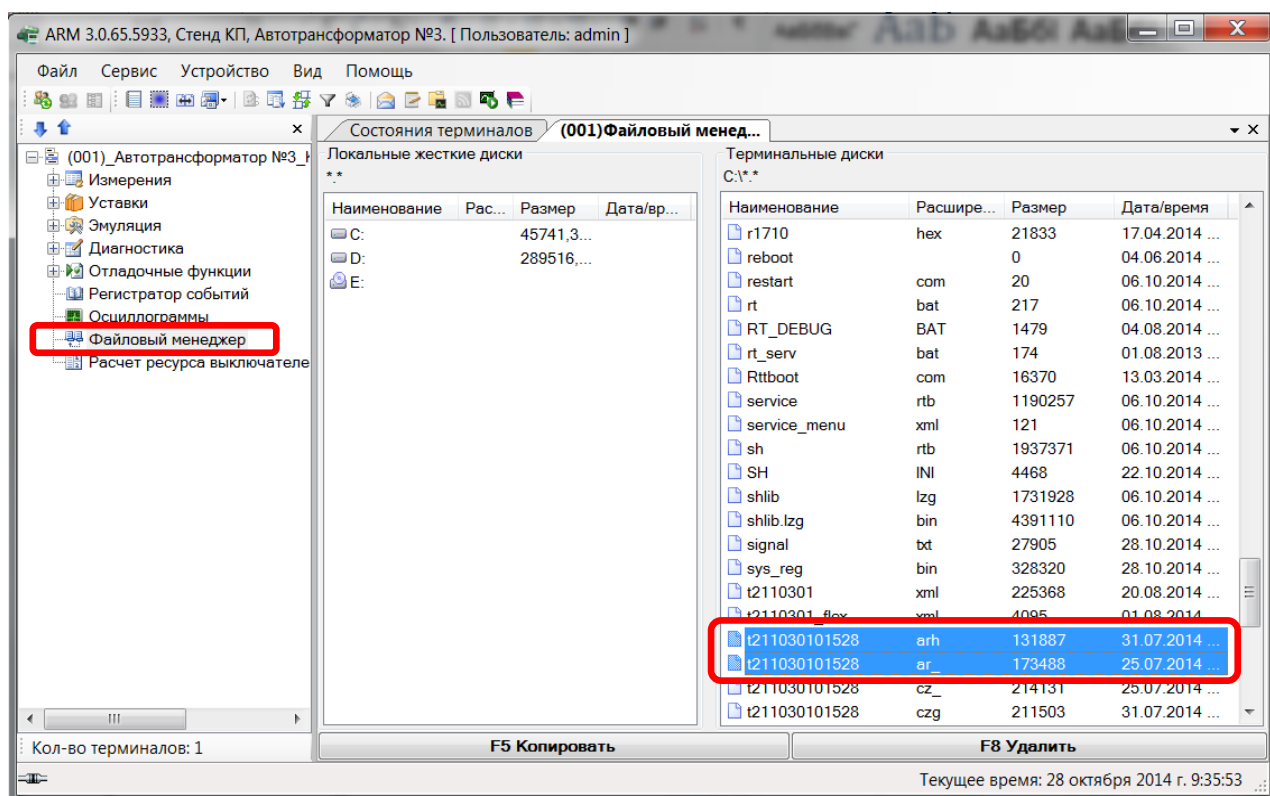 ARM 3.0.65.5933, Стенд КП, Автотрансформатор №3. [ Пользователь: admin ]
Файл Сервис Устройство Вид Помощь
Состояния терминалов (001)Файловый менед...
(001)_Автотрансформатор №3_
Измерения
Уставки
Эмуляция
Диагностика
Отладочные функции
Регистратор событий
Осциллограммы
Файловый менеджер
Расчет ресурса выключателе
Кол-во терминалов: 1
Локальные жесткие диски
*.*
Наименование Рас... Размер Дата/вр...
C: 45741,3...
D: 289516,...
E:
Терминальные диски
C:\*.*
Наименование Расшире... Размер Дата/время
r1710 hex 21833 17.04.2014 ...
reboot 0 04.06.2014 ...
restart com 20 06.10.2014 ...
rt bat 217 06.10.2014 ...
RT_DEBUG BAT 1479 04.08.2014 ...
rt_serv bat 174 01.08.2013 ...
Rttboot com 16370 13.03.2014 ...
service rtb 1190257 06.10.2014 ...
service_menu xml 121 06.10.2014 ...
sh rtb 1937371 06.10.2014 ...
SH INI 4468 22.10.2014 ...
shlib lzg 1731928 06.10.2014 ...
shlib.lzg bin 4391110 06.10.2014 ...
signal txt 27905 28.10.2014 ...
sys_reg bin 328320 28.10.2014 ...
t2110301 xml 225368 20.08.2014 ...
t2110301_flex xml 4095 01.08.2014 ...
t211030101528 arh 131887 31.07.2014 ...
t211030101528 ar_ 173488 25.07.2014 ...
t211030101528 cz_ 214131 25.07.2014 ...
t211030101528 czg 211503 31.07.2014 ...
F5 Копировать F8 Удалить
Текущее время: 28 октября 2014 г. 9:35:53